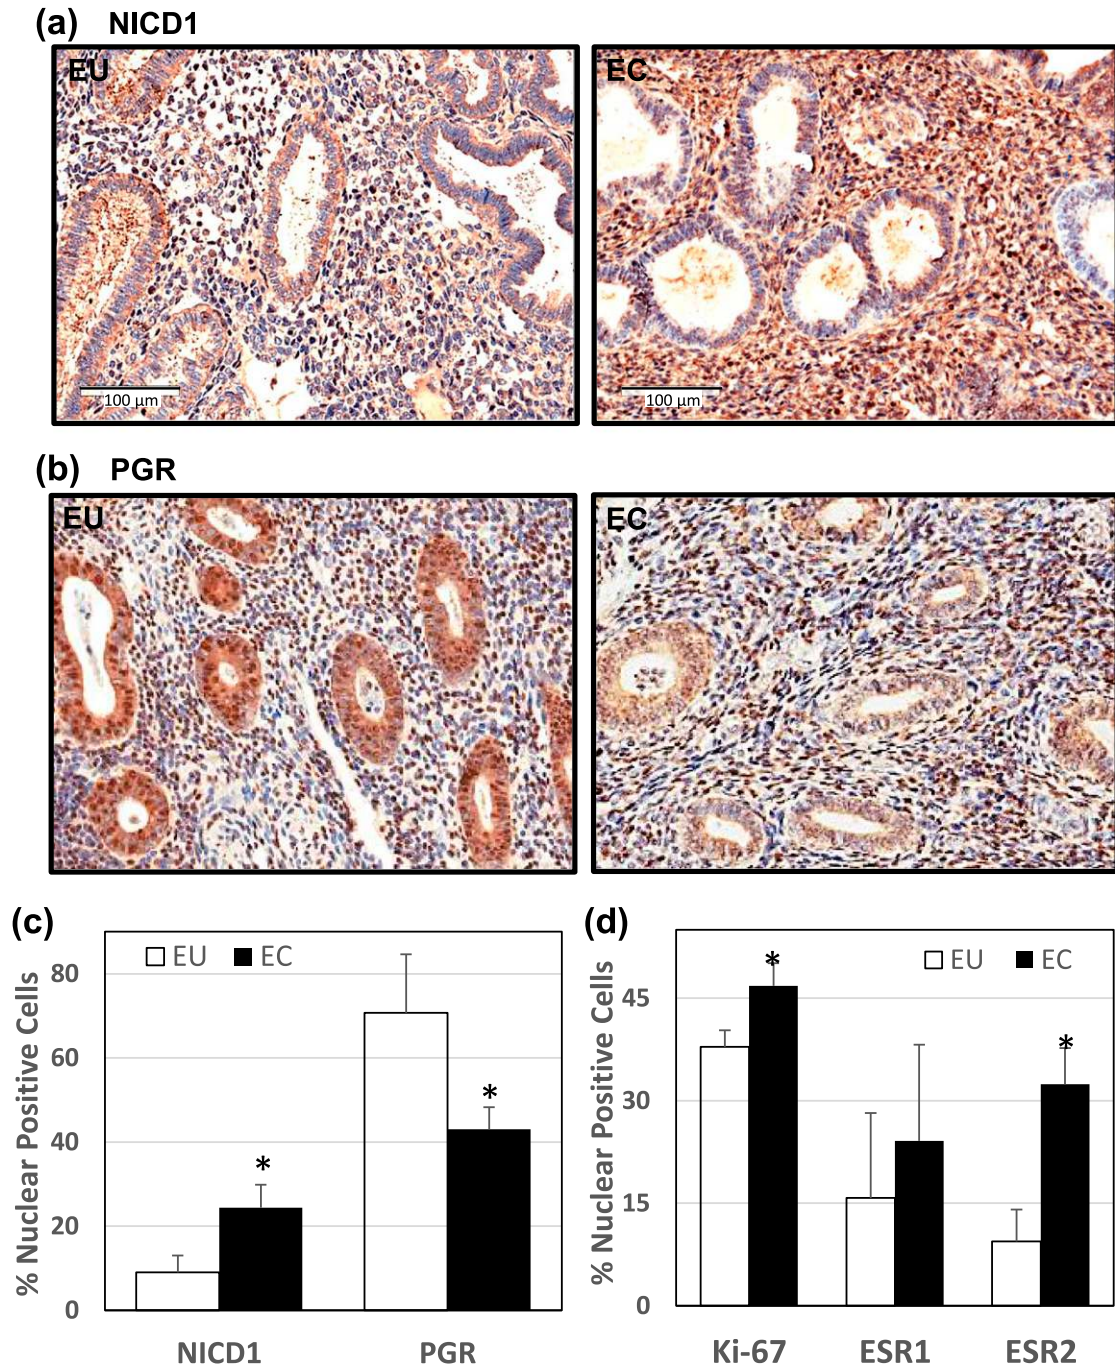 (a) NICD1
EU
EC
100 µm
100 µm
(b) PGR
EU
EC
(c)
(d)
% Nuclear Positive Cells
EU EC
80
60
40
20
0
*
*
NICD1 PGR
% Nuclear Positive Cells
EU EC
45
30
15
0
*
*
Ki-67 ESR1 ESR2